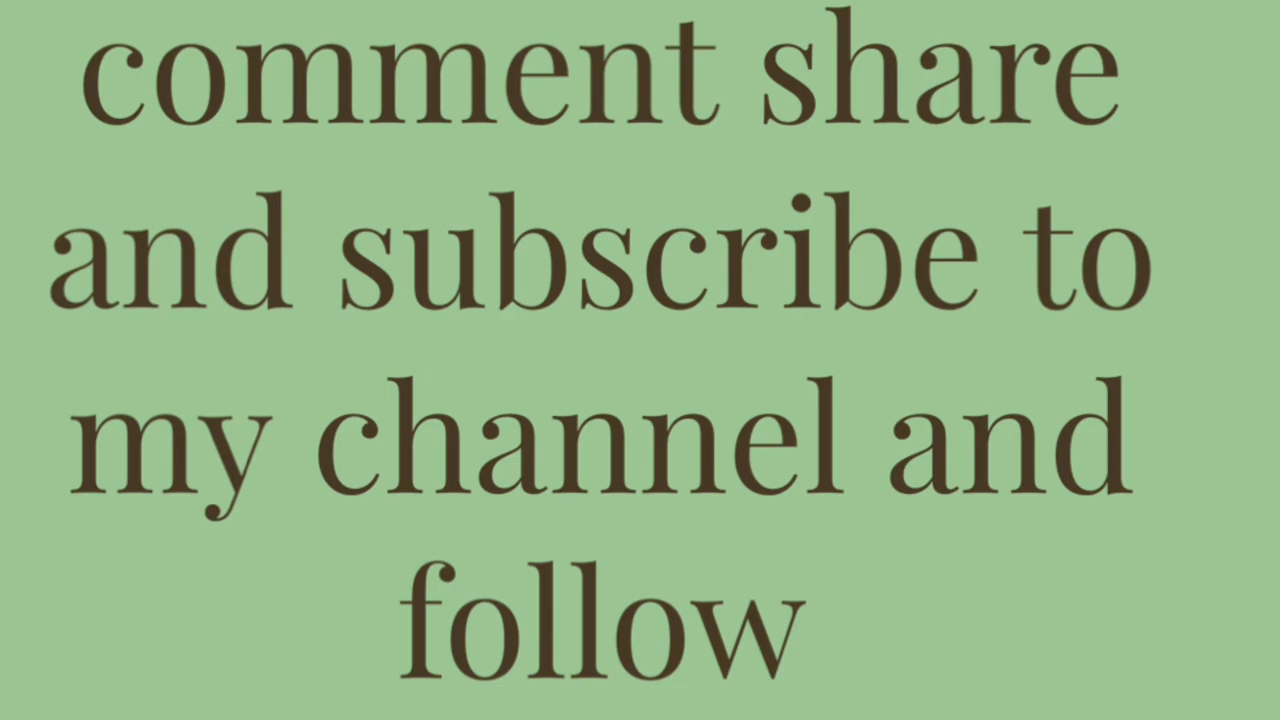 comment share
and subscribe to
my channel and
follow